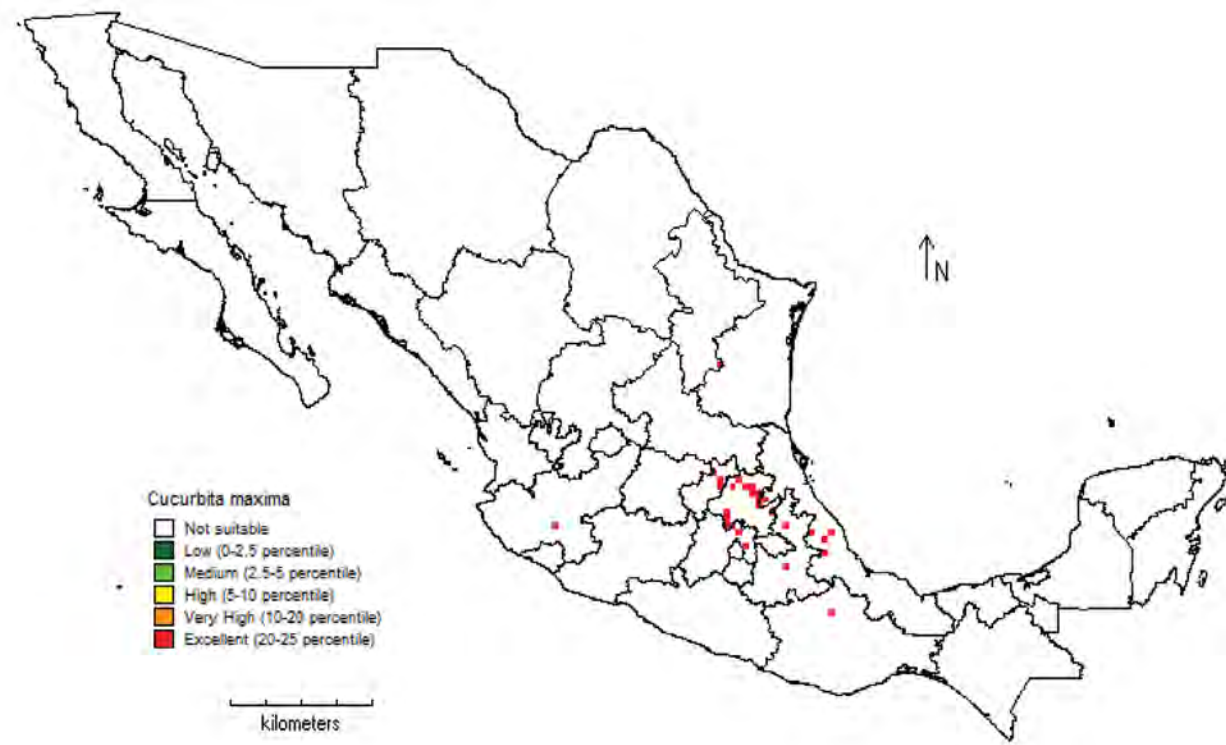 N
Cucurbita maxima
Not suitable
Low (0-2.5 percentile)
Medium (2.5-5 percentile)
High (5-10 percentile)
Very High (10-20 percentile)
Excellent (20-25 percentile)
kilometers